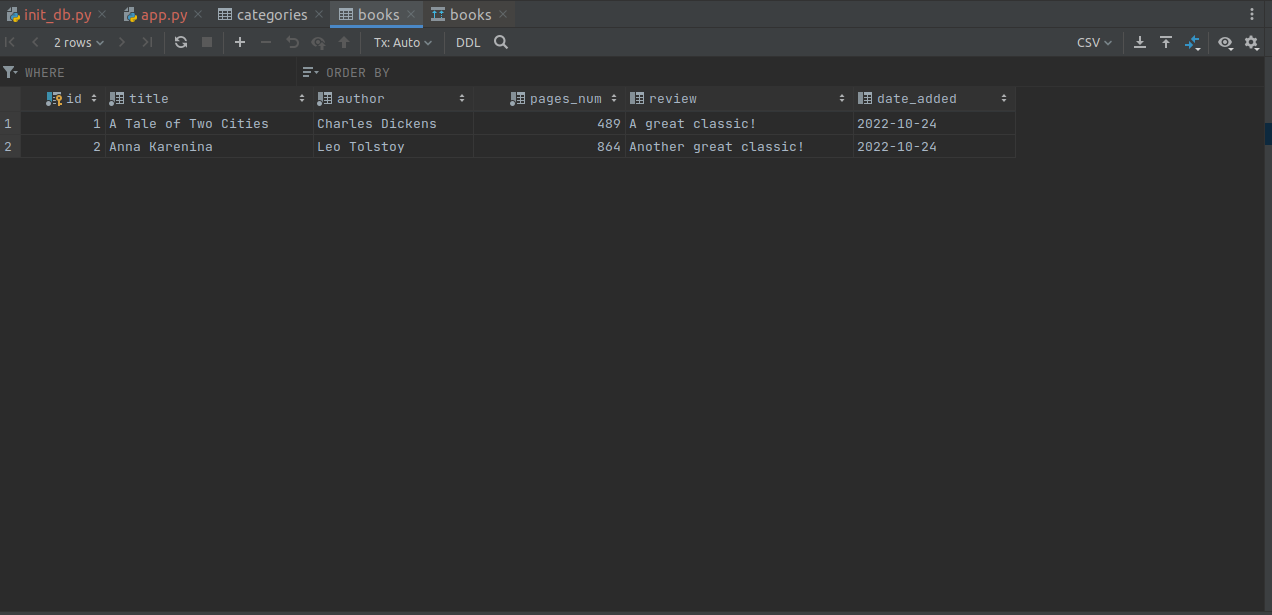 init_db.py app.py categories books books
2 rows Tx: Auto DDL CSV
WHERE ORDER BY
id title author pages_num review date_added
1 1 A Tale of Two Cities Charles Dickens 489 A great classic! 2022-10-24
2 2 Anna Karenina Leo Tolstoy 864 Another great classic! 2022-10-24